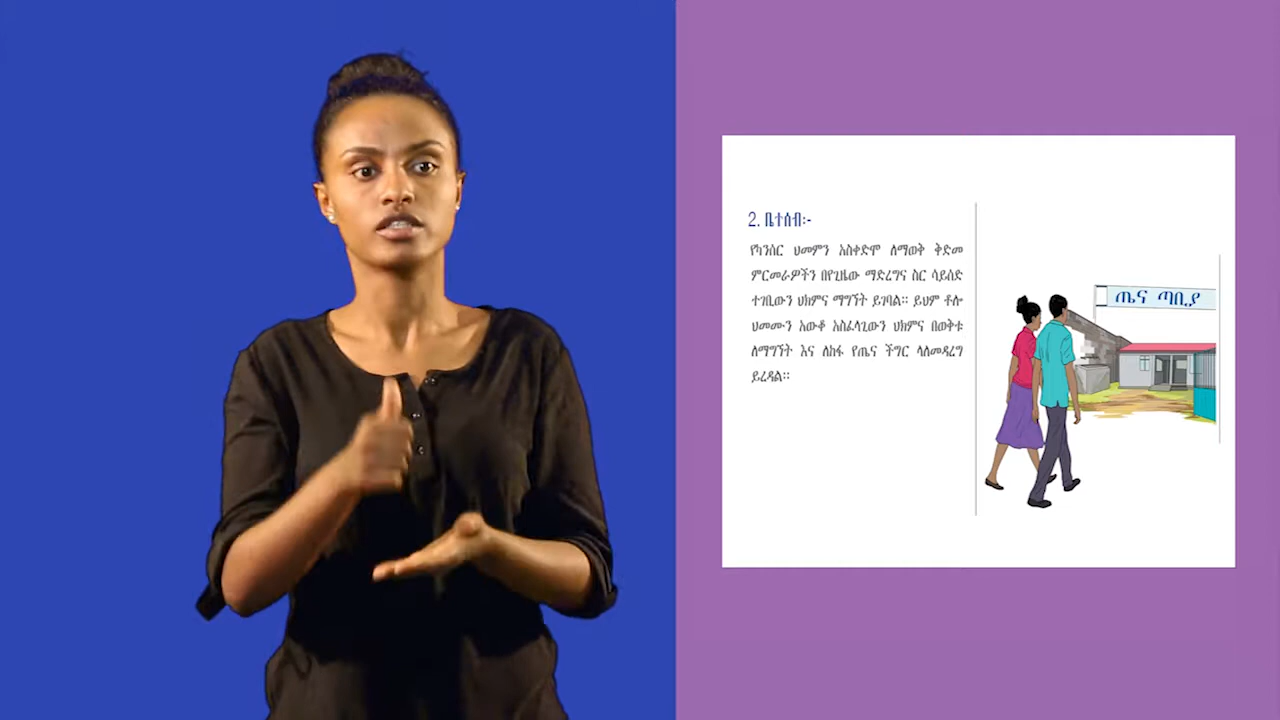 2. ቤተሰብ፡-
የካንሰር ህመምን አስቀድሞ ለማወቅ ቅድመ
ምርመራዎችን በየጊዜው ማድረግና ስር ሳይሰድ
ተገቢውን ህክምና ማግኘት ይገባል፡፡ ይህም ቶሎ
ህመሙን አውቆ አስፈላጊውን ህክምና በወቅቱ
ለማግኘት እና ለከፋ የጤና ችግር ላለመዳረግ
ይረዳል፡፡
ጤና ጣቢያ